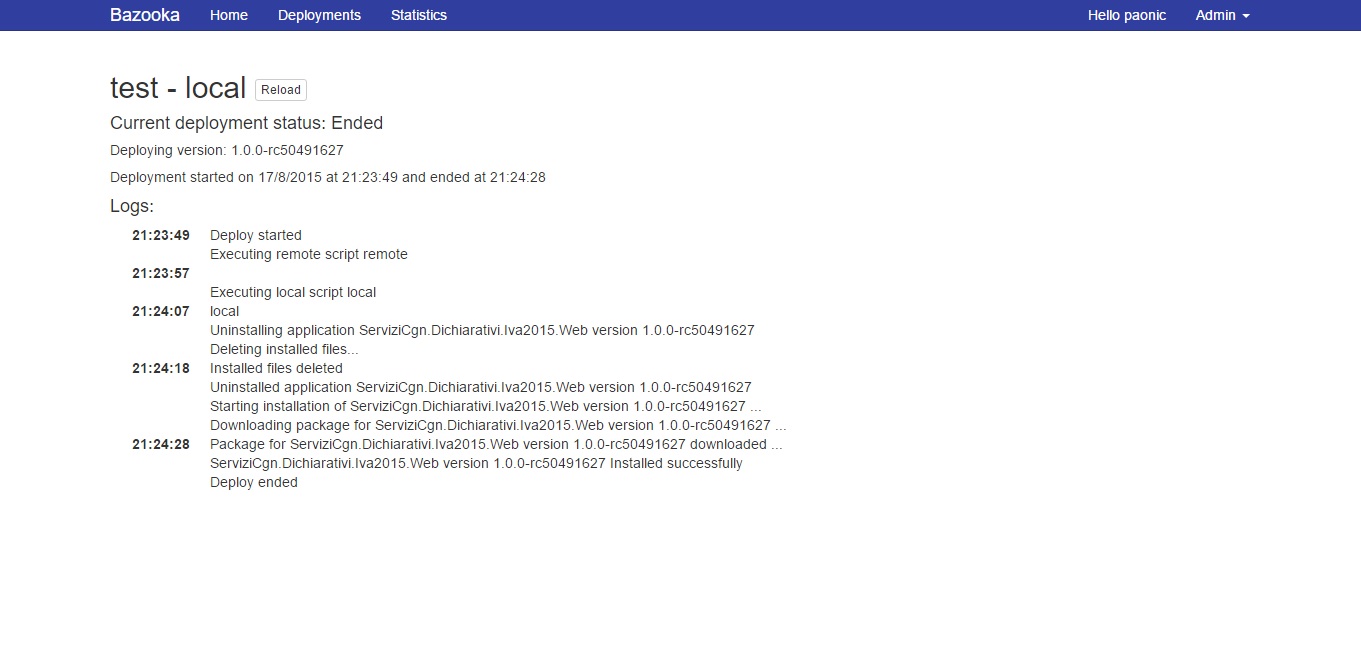 Bazooka Home Deployments Statistics Hello paonic Admin
test - local Reload
Current deployment status: Ended
Deploying version: 1.0.0-rc50491627
Deployment started on 17/8/2015 at 21:23:49 and ended at 21:24:28
Logs:
21:23:49 Deploy started
Executing remote script remote
21:23:57
Executing local script local
21:24:07 local
Uninstalling application ServiziCgn.Dichiarativi.Iva2015.Web version 1.0.0-rc50491627
Deleting installed files...
21:24:18 Installed files deleted
Uninstalled application ServiziCgn.Dichiarativi.Iva2015.Web version 1.0.0-rc50491627
Starting installation of ServiziCgn.Dichiarativi.Iva2015.Web version 1.0.0-rc50491627 ...
Downloading package for ServiziCgn.Dichiarativi.Iva2015.Web version 1.0.0-rc50491627 ...
21:24:28 Package for ServiziCgn.Dichiarativi.Iva2015.Web version 1.0.0-rc50491627 downloaded ...
ServiziCgn.Dichiarativi.Iva2015.Web version 1.0.0-rc50491627 Installed successfully
Deploy ended